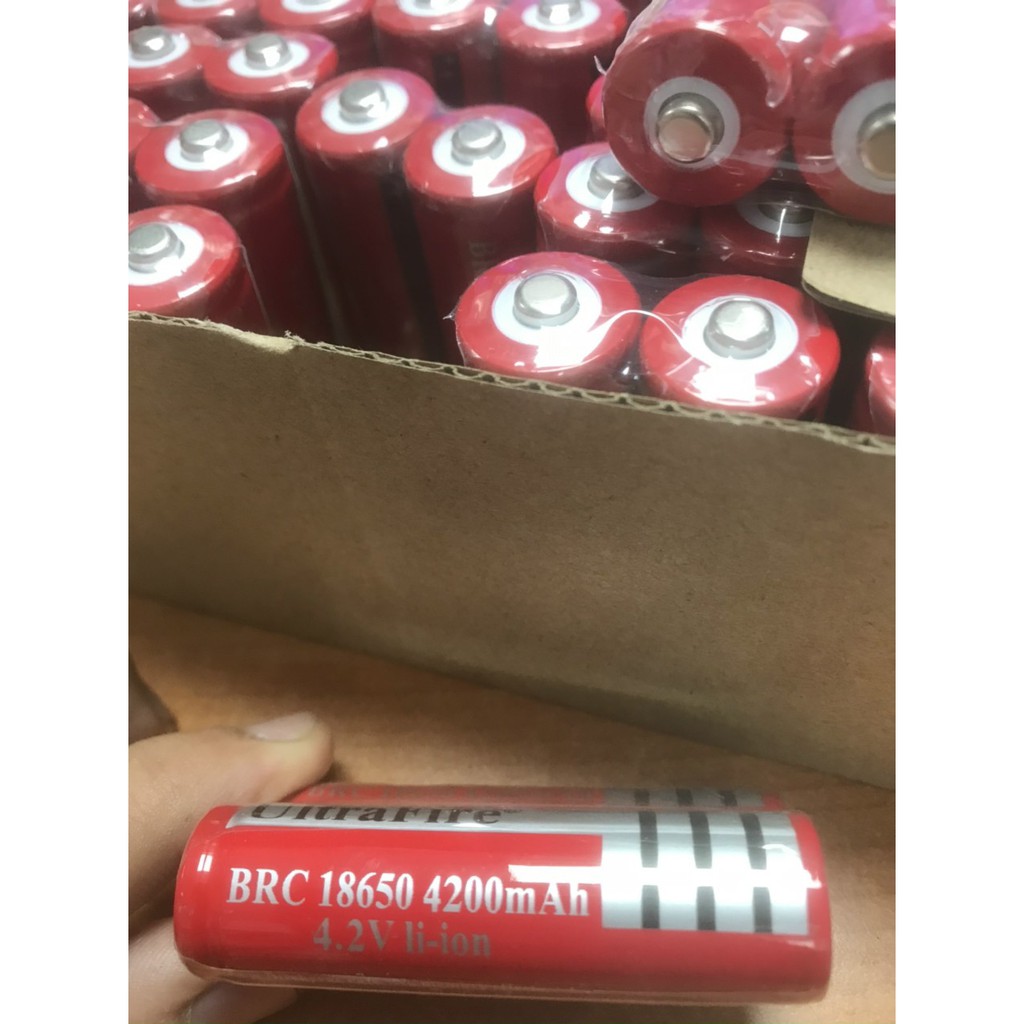 UltraFire
BRC 18650 4200mAh
4.2V li-ion